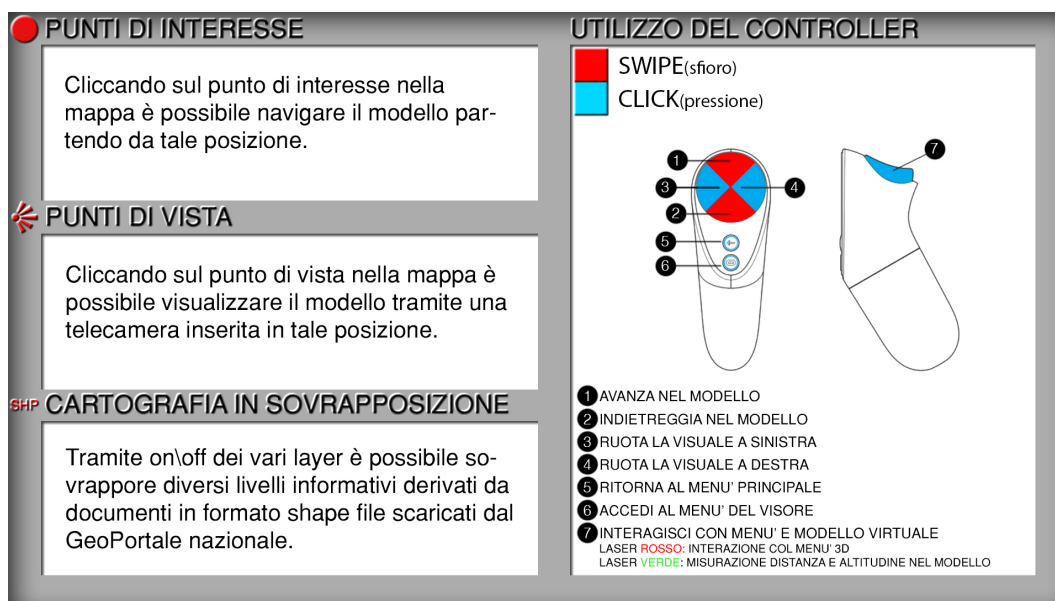 PUNTI DI INTERESSE
Cliccando sul punto di interesse nella
mappa è possibile navigare il modello par-
tendo da tale posizione.
PUNTI DI VISTA
Cliccando sul punto di vista nella mappa è
possibile visualizzare il modello tramite una
telecamera inserita in tale posizione.
SHP CARTOGRAFIA IN SOVRAPPOSIZIONE
Tramite on\off dei vari layer è possibile so-
vrappore diversi livelli informativi derivati da
documenti in formato shape file scaricati dal
GeoPortale nazionale.
UTILIZZO DEL CONTROLLER
SWIPE(sfioro)
CLICK(pressione)
1
3
4
2
5
6
7
1 AVANZA NEL MODELLO
2 INDIETREGGIA NEL MODELLO
3 RUOTA LA VISUALE A SINISTRA
4 RUOTA LA VISUALE A DESTRA
5 RITORNA AL MENU' PRINCIPALE
6 ACCEDI AL MENU' DEL VISORE
7 INTERAGISCI CON MENU' E MODELLO VIRTUALE
LASER ROSSO: INTERAZIONE COL MENU' 3D
LASER VERDE: MISURAZIONE DISTANZA E ALTITUDINE NEL MODELLO